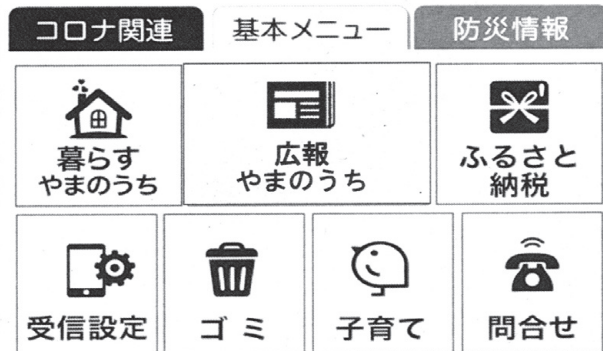 コロナ関連
基本メニュー
防災情報
暮らす
やまのうち
広報
やまのうち
ふるさと
納税
受信設定
ゴミ
子育て
問合せ